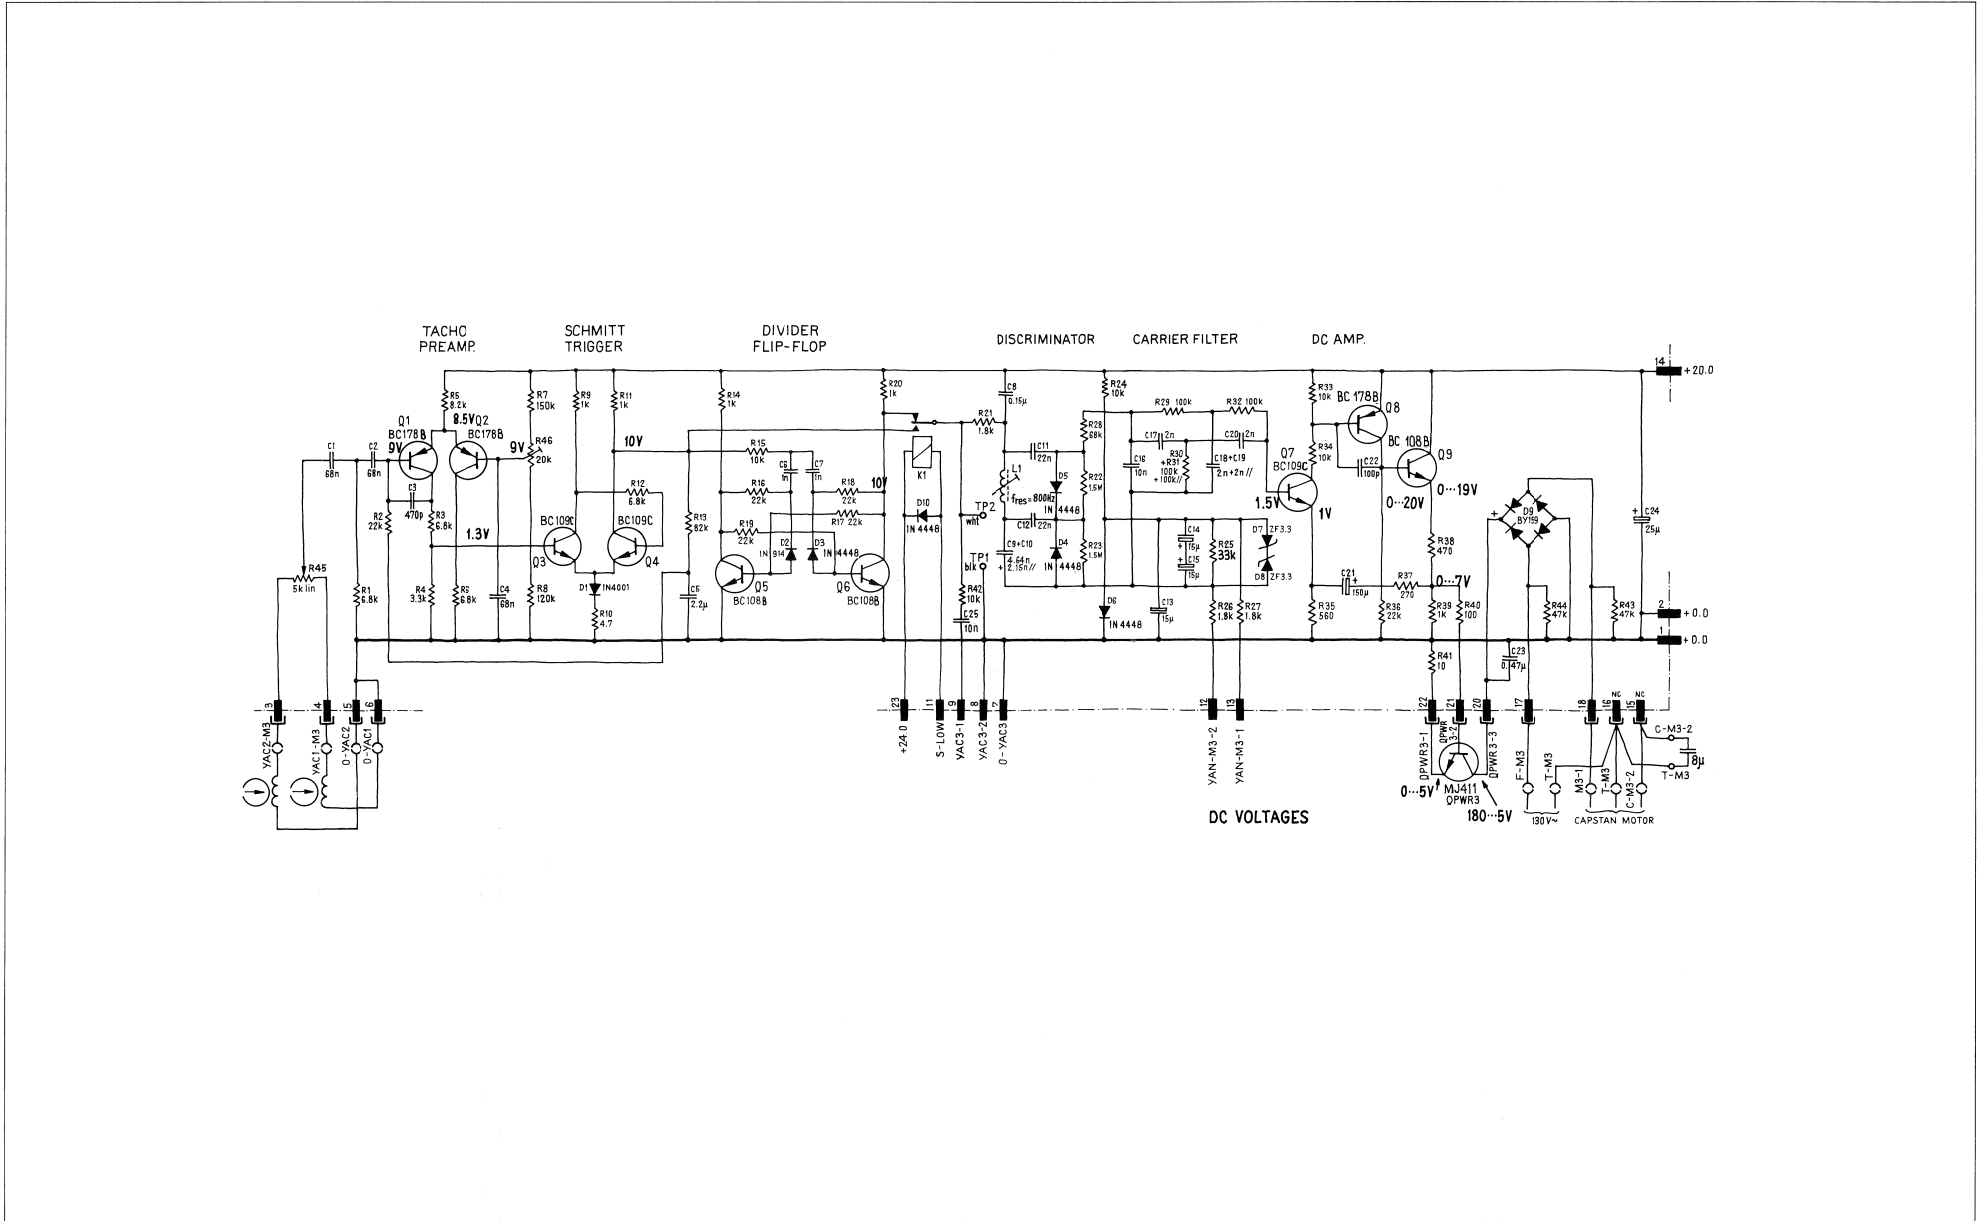 TACHO
PREAMP.
SCHMITT
TRIGGER
DIVIDER
FLIP-FLOP
DISCRIMINATOR
CARRIER FILTER
DC AMP.
14
+20.0
R5
8.2k
R7
150k
R9
1k
R11
1k
R14
1k
R20
1k
C8
0.15µ
R24
10k
R33
10k
BC 178B
Q8
Q1
BC178B
9V
8.5V
Q2
BC178B
9V
R46
20k
10V
R15
10k
C6
1n
C7
1n
R21
1.8k
R28
68k
R29 100k
R32 100k
R34
10k
BC 108B
Q9
C1
68n
C2
68n
C3
470p
R2
22k
R3
6.8k
1.3V
R12
6.8k
R13
82k
R16
22k
R18
22k
10V
R17 22k
R19
22k
K1
D10
1N 4448
TP2
wht
TP1
blk
C11
22n
L1
fres=800Hz
D5
1N 4448
R22
1.5M
C12 22n
C9+C10
4.64n
+ 2.15n//
D4
1N 4448
R23
1.5M
C16
10n
C17 2n
R30
+R31
100k
+100k//
C20 2n
C18+C19
2n+2n//
Q7
BC109C
1.5V
1V
C22
100p
0...20V
0...19V
D9
BY159
+
C24
25µ
+
BC109C
Q3
BC109C
Q4
D1
1N4001
R10
4.7
D2
1N 914
D3
1N 4448
Q5
BC108B
Q6
BC108B
C14
15µ
+
C15
15µ
+
R25
33k
D7
ZF3.3
D8
ZF3.3
R38
470
0...7V
C21
150µ
+
R37
270
R45
5k lin
R1
6.8k
R4
3.3k
R6
6.8k
C4
68n
R8
120k
C5
2.2µ
R42
10k
C25
10n
D6
1N 4448
C13
15µ
R26
1.8k
R27
1.8k
R35
560
R36
22k
R39
1k
R40
100
R44
47k
R43
47k
2
+0.0
1
+0.0
R41
10
C23
0.47µ
3
4
5
6
23
11
9
8
7
12
13
22
21
20
17
18
16
15
NC
NC
YAC2-M3
YAC1-M3
0-YAC2
0-YAC1
+24.0
S-LOW
YAC3-1
YAC3-2
0-YAC3
YAN-M3-2
YAN-M3-1
QPWR3-1
QPWR
3-2
QPWR3-3
F-M3
T-M3
M3-1
T-M3
C-M3-2
C-M3-2
8µ
T-M3
0...5V
MJ411
QPWR3
180...5V
130V~
CAPSTAN MOTOR
DC VOLTAGES